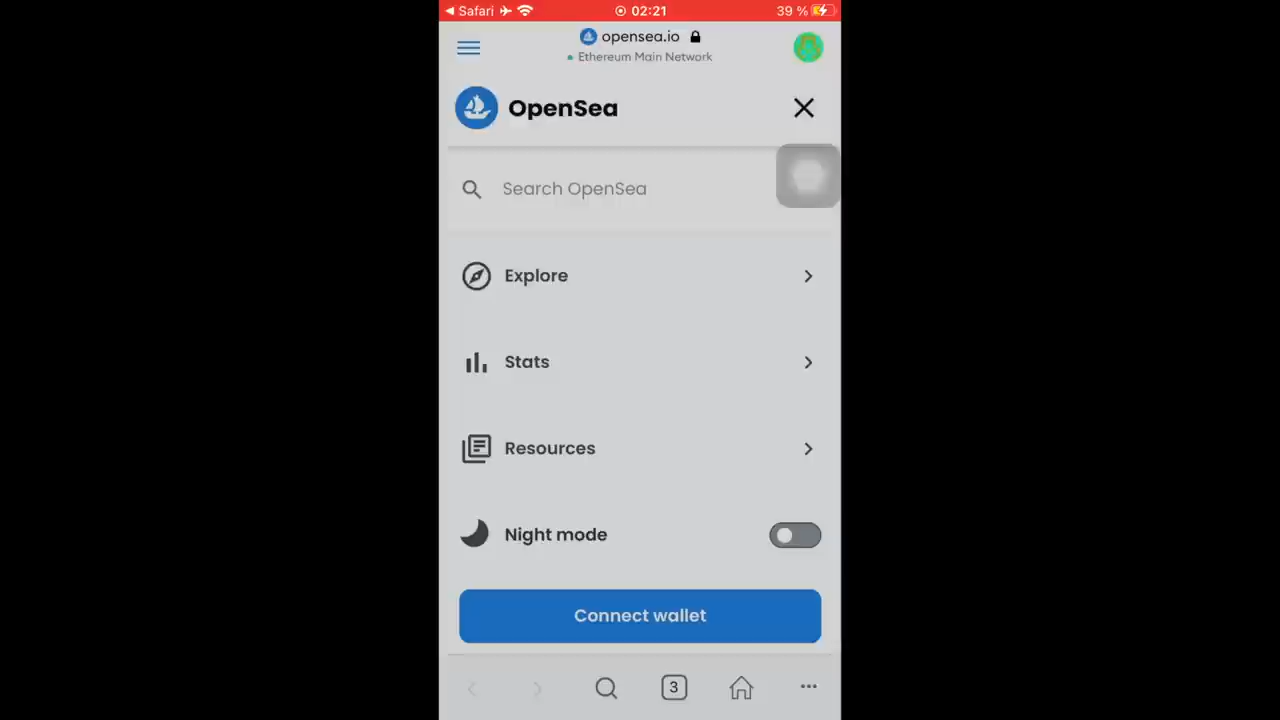 Safari
02:21
39 %
opensea.io
Ethereum Main Network
OpenSea
Search OpenSea
Explore
Stats
Resources
Night mode
Connect wallet
3